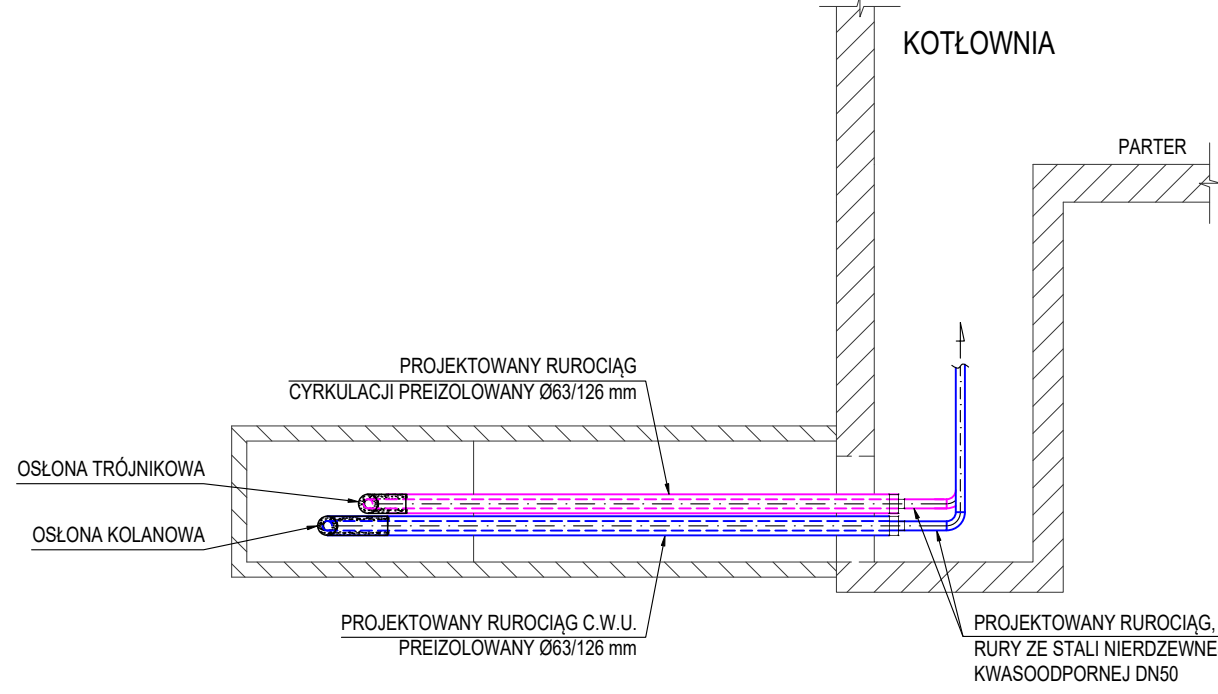 KOTŁOWNIA
PARTER
PROJEKTOWANY RUROCIĄG
CYRKULACJI PREIZOLOWANY Ø63/126 mm
OSŁONA TRÓJNIKOWA
OSŁONA KOLANOWA
PROJEKTOWANY RUROCIĄG C.W.U.
PREIZOLOWANY Ø63/126 mm
PROJEKTOWANY RUROCIĄG,
RURY ZE STALI NIERDZEWNE
KWASOODPORNEJ DN50